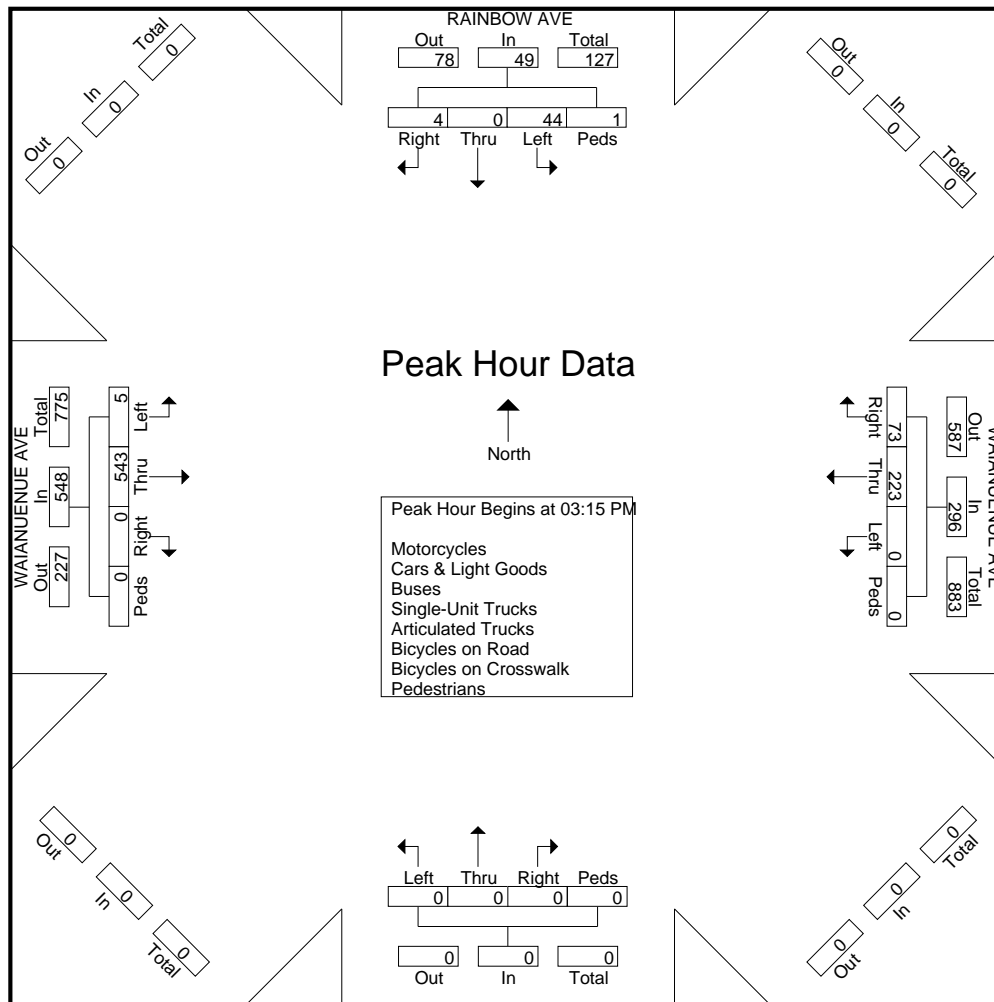 RAINBOW AVE
Out In Total
78 49 127
4 0 44 1
Right Thru Left Peds
Total
0
In
0
Out
0
Out
0
In
0
Total
0
Peak Hour Data
North
Peak Hour Begins at 03:15 PM
Motorcycles
Cars & Light Goods
Buses
Single-Unit Trucks
Articulated Trucks
Bicycles on Road
Bicycles on Crosswalk
Pedestrians
WAIANUENUE AVE
Out In Total
227 548 775
0 0 543 5
Peds Right Thru Left
WAIANUENUE AVE
Out In Total
587 296 883
73 223 0 0
Right Thru Left Peds
Left Thru Right Peds
0 0 0 0
0 0 0
Out In Total
0
Out
0
In
0
Total
0
Total
0
In
0
Out